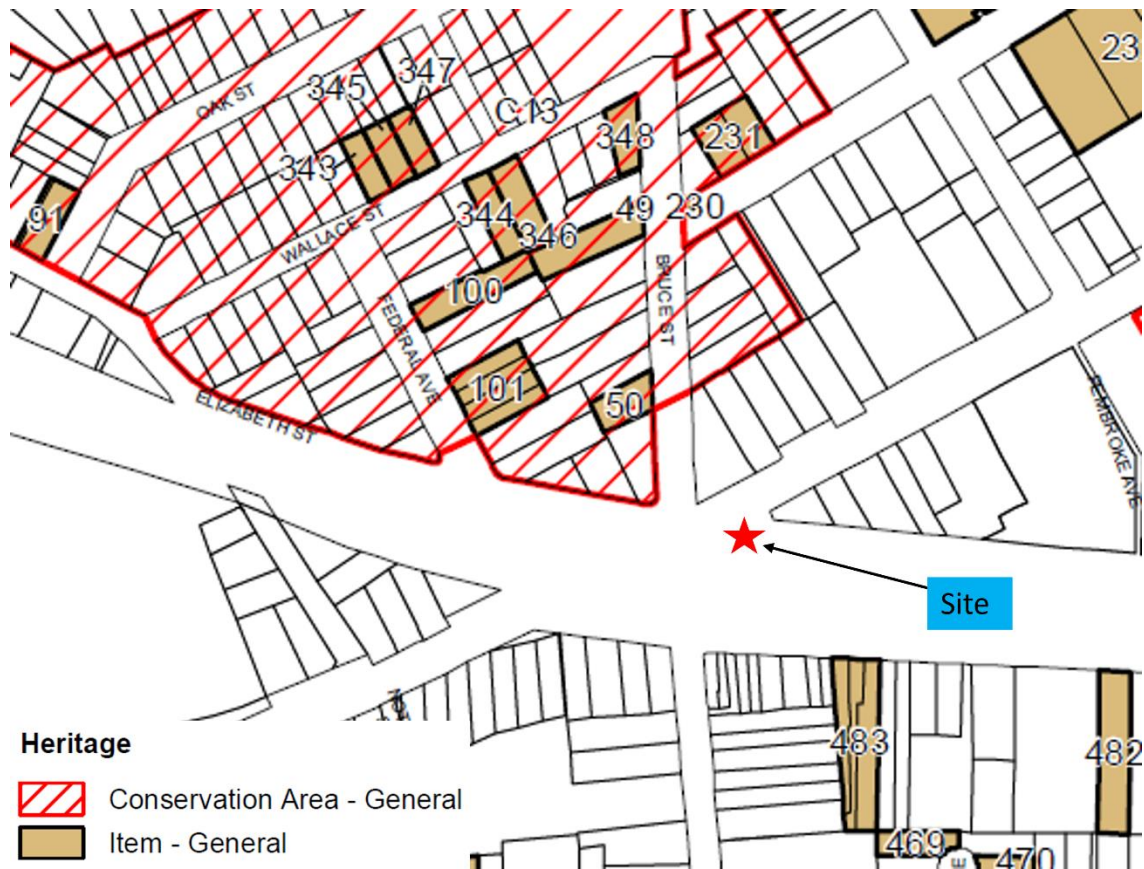 OAK ST
345
347
C.13
348
231
23
343
91
WALLACE ST
344
346
49
230
100
BRUCE ST
FEDERAL AVE
101
50
ELIZABETH ST
PEMBROKE AVE
Site
483
482
469
470
Heritage
Conservation Area - General
Item - General